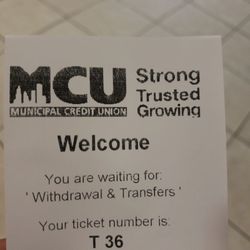 MCU
MUNICIPAL CREDIT UNION
Strong
Trusted
Growing
Welcome
You are waiting for:
' Withdrawal & Transfers '
Your ticket number is:
T 36